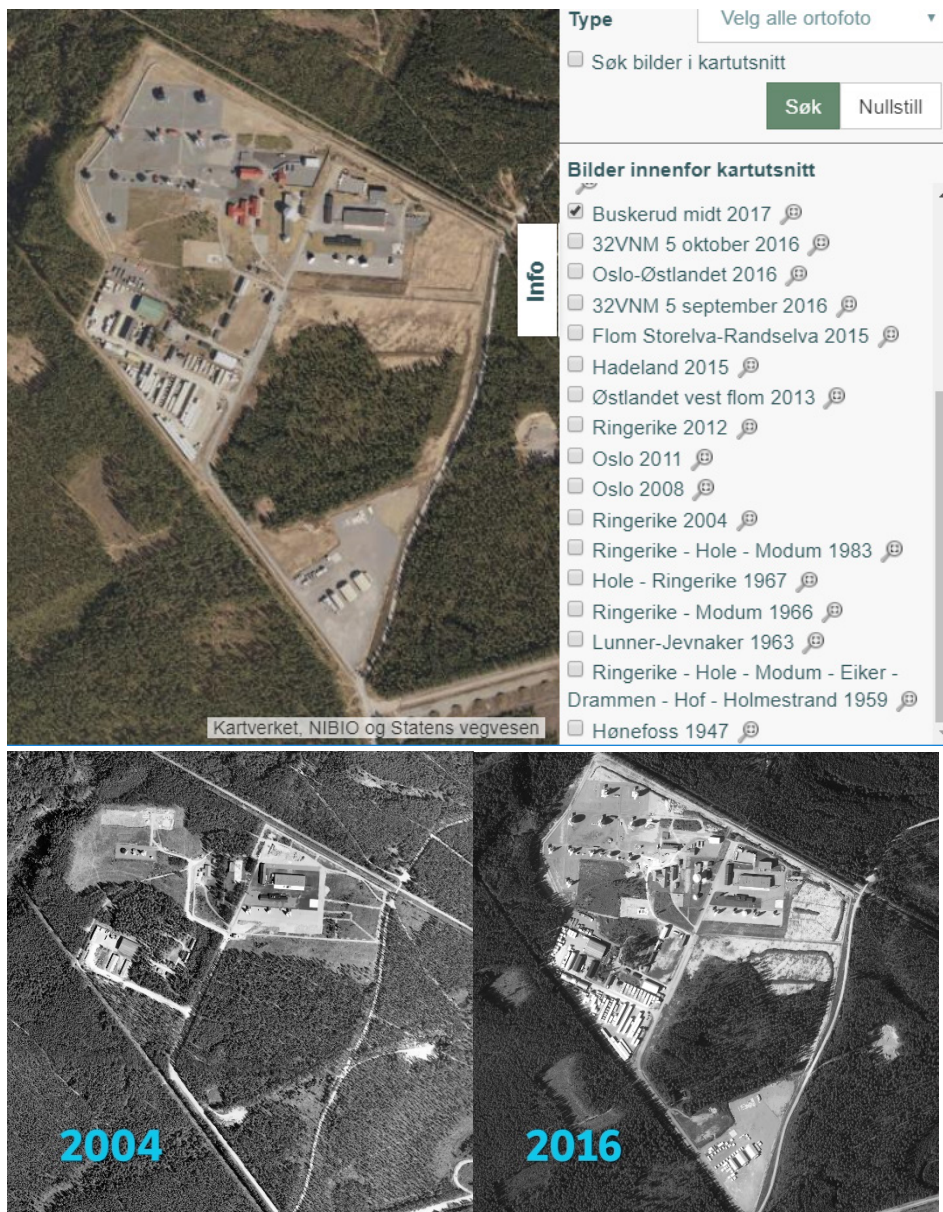 Type
Velg alle ortofoto
Søk bilder i kartutsnitt
Søk
Nullstill
Bilder innenfor kartutsnitt
Buskerud midt 2017
32VNM 5 oktober 2016
Oslo-Østlandet 2016
32VNM 5 september 2016
Flom Storelva-Randselva 2015
Hadeland 2015
Østlandet vest flom 2013
Ringerike 2012
Oslo 2011
Oslo 2008
Ringerike 2004
Ringerike - Hole - Modum 1983
Hole - Ringerike 1967
Ringerike - Modum 1966
Lunner-Jevnaker 1963
Ringerike - Hole - Modum - Eiker -
Drammen - Hof - Holmestrand 1959
Hønefoss 1947
Info
Kartverket, NIBIO og Statens vegvesen
2004
2016